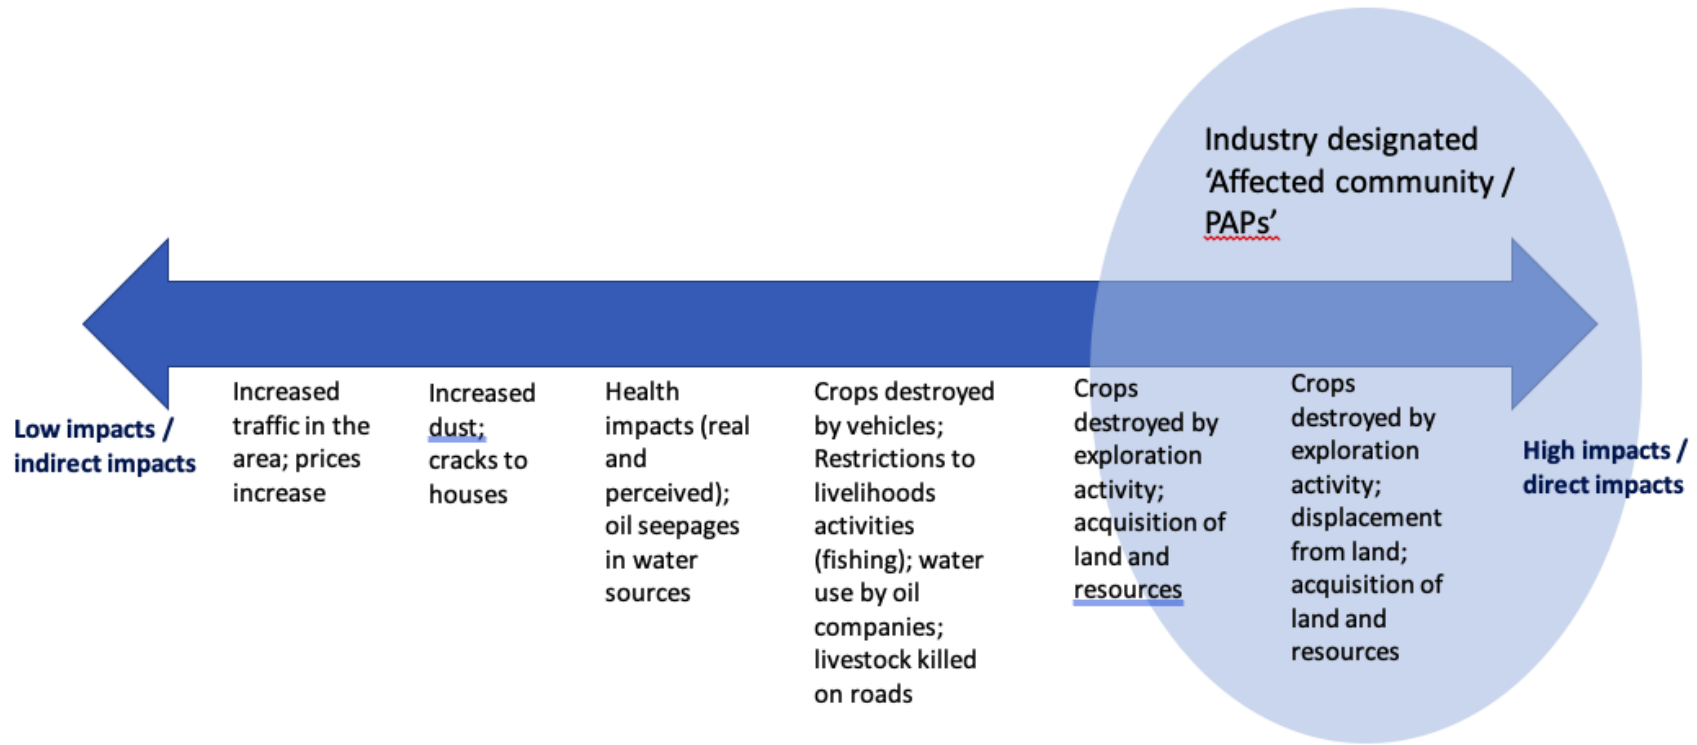 Industry designated
‘Affected community /
PAPs’
Low impacts /
indirect impacts
Increased
traffic in the
area; prices
increase
Increased
dust;
cracks to
houses
Health
impacts (real
and
perceived);
oil seepages
in water
sources
Crops destroyed
by vehicles;
Restrictions to
livelihoods
activities
(fishing); water
use by oil
companies;
livestock killed
on roads
Crops
destroyed by
exploration
activity;
acquisition of
land and
resources
Crops
destroyed by
exploration
activity;
displacement
from land;
acquisition of
land and
resources
High impacts /
direct impacts